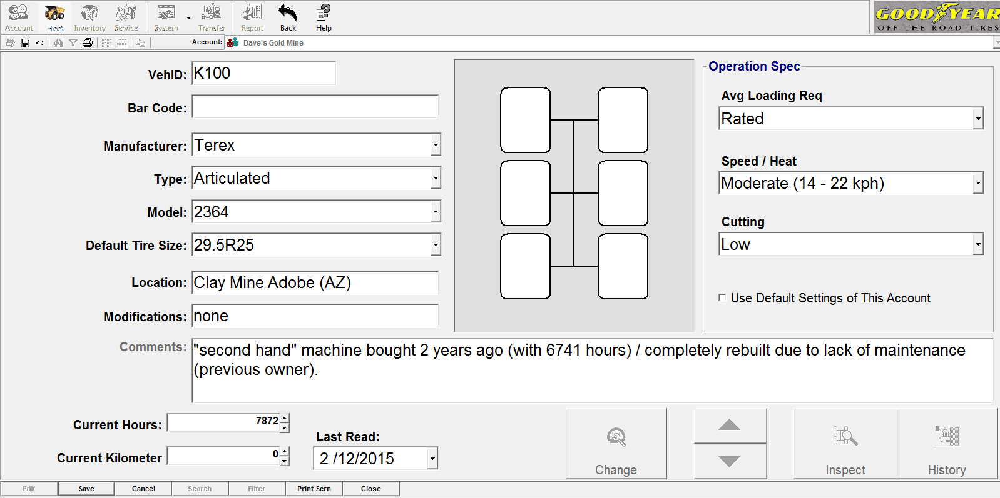 Account Fleet Inventory Service System Transfer Report Back Help
GOODYEAR
OFF THE ROAD TIRES
Account: Dave's Gold Mine
VehID: K100
Bar Code:
Manufacturer: Terex
Type: Articulated
Model: 2364
Default Tire Size: 29.5R25
Location: Clay Mine Adobe (AZ)
Modifications: none
Operation Spec
Avg Loading Req
Rated
Speed / Heat
Moderate (14 - 22 kph)
Cutting
Low
Use Default Settings of This Account
Comments: "second hand" machine bought 2 years ago (with 6741 hours) / completely rebuilt due to lack of maintenance
(previous owner).
Current Hours: 7872
Current Kilometer 0
Last Read:
2 /12/2015
Change
Inspect
History
Edit Save Cancel Search Filter Print Scrn Close